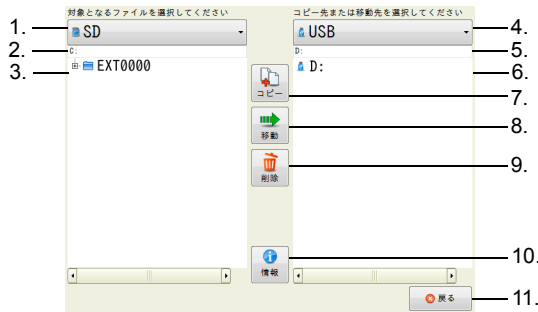 対象となるファイルを選択してください
コピー先または移動先を選択してください
1.
SD
USB
4.
2.
C:
D:
5.
3.
EXT0000
D:
6.
コピー
7.
移動
8.
削除
9.
情報
10.
戻る
11.